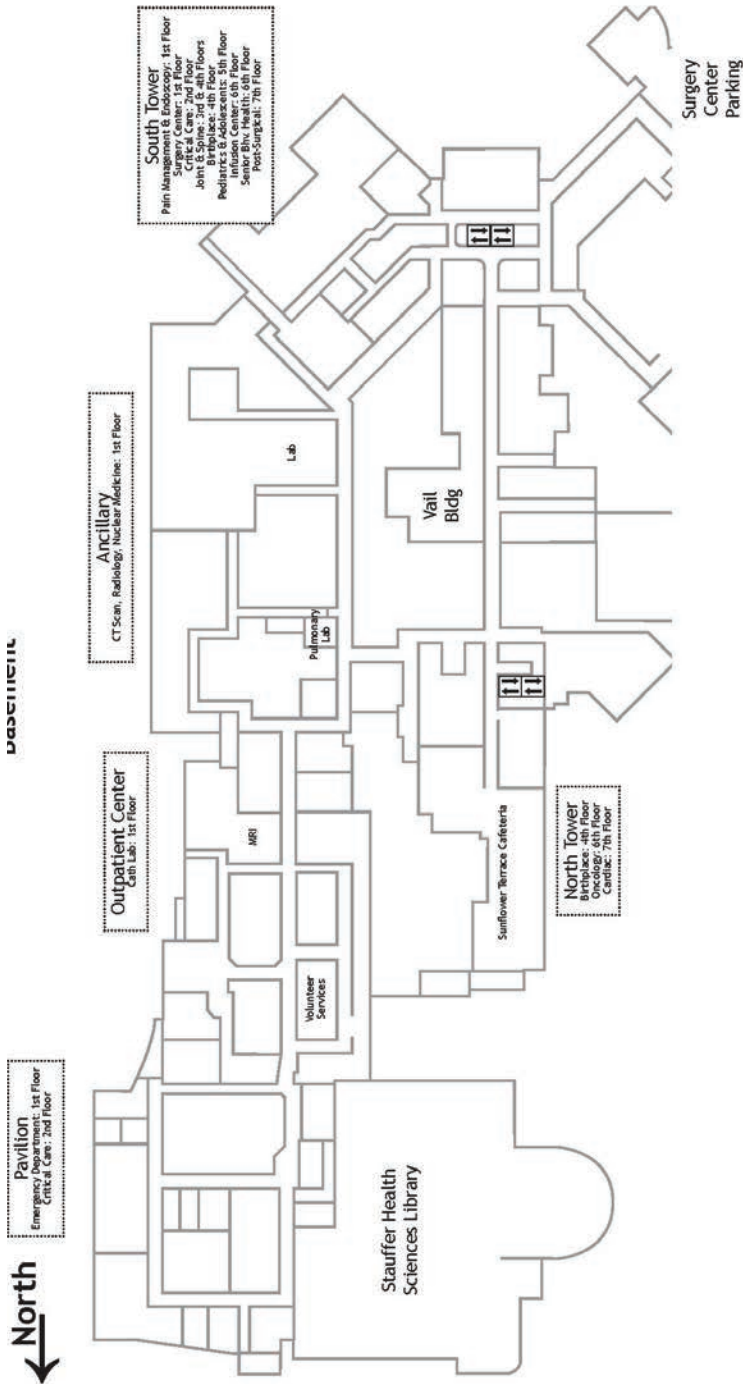 Basement
North
Pavilion
Emergency Department: 1st Floor
Critical Care: 2nd Floor
Outpatient Center
Cath Lab: 1st Floor
Ancillary
CT Scan, Radiology, Nuclear Medicine: 1st Floor
South Tower
Pain Management & Endoscopy: 1st Floor
Surgery Center: 1st Floor
Critical Care: 2nd Floor
Joint & Spine: 3rd & 4th Floors
Birthplace: 4th Floor
Pediatrics & Adolescents: 5th Floor
Infusion Center: 6th Floor
Senior Bhv. Health: 6th Floor
Post-Surgical: 7th Floor
MRI
Pulmonary
Lab
Lab
Volunteer
Services
Stauffer Health
Sciences Library
Sunflower Terrace Cafeteria
Vail
Bldg
North Tower
Birthplace: 4th Floor
Oncology: 6th Floor
Cardiac: 7th Floor
Surgery
Center
Parking